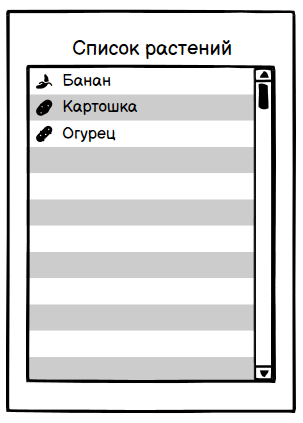 Список растений
Банан
Картошка
Огурец